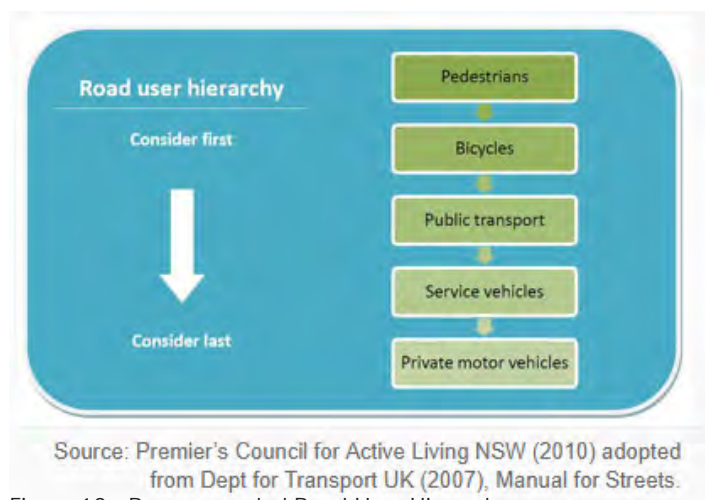 Road user hierarchy
Consider first
Consider last
Pedestrians
Bicycles
Public transport
Service vehicles
Private motor vehicles
Source: Premier's Council for Active Living NSW (2010) adopted
from Dept for Transport UK (2007), Manual for Streets.